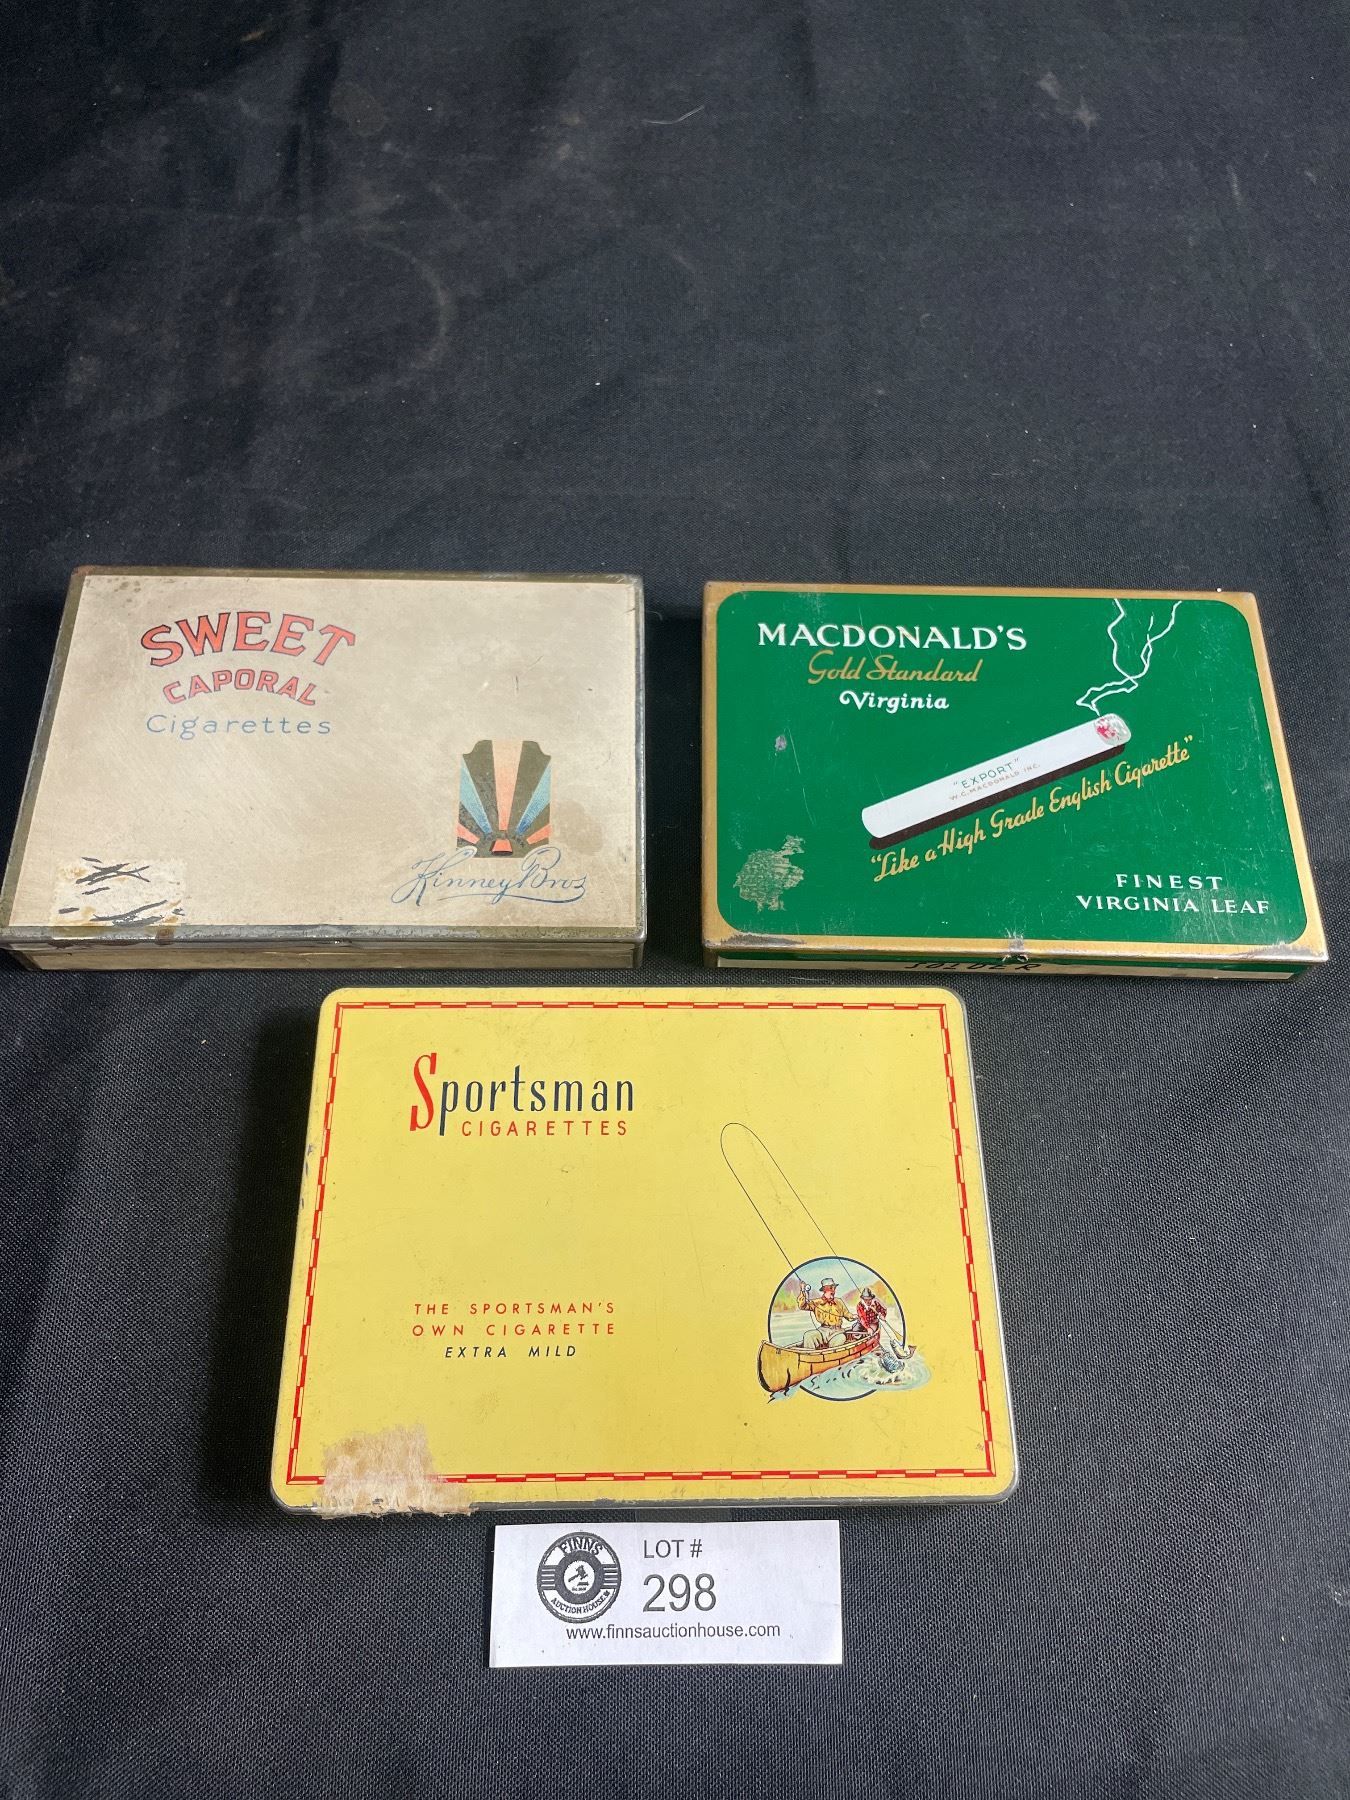 SWEET
CAPORAL
Cigarettes
Kinney Bros
MACDONALD'S
Gold Standard
Virginia
"EXPORT"
W.C. MACDONALD INC.
"Like a High Grade English Cigarette"
FINEST
VIRGINIA LEAF
SOLDER
Sportsman
CIGARETTES
THE SPORTSMAN'S
OWN CIGARETTE
EXTRA MILD
FINNS
AUCTION HOUSE
LOT #
298
www.finnsauctionhouse.com